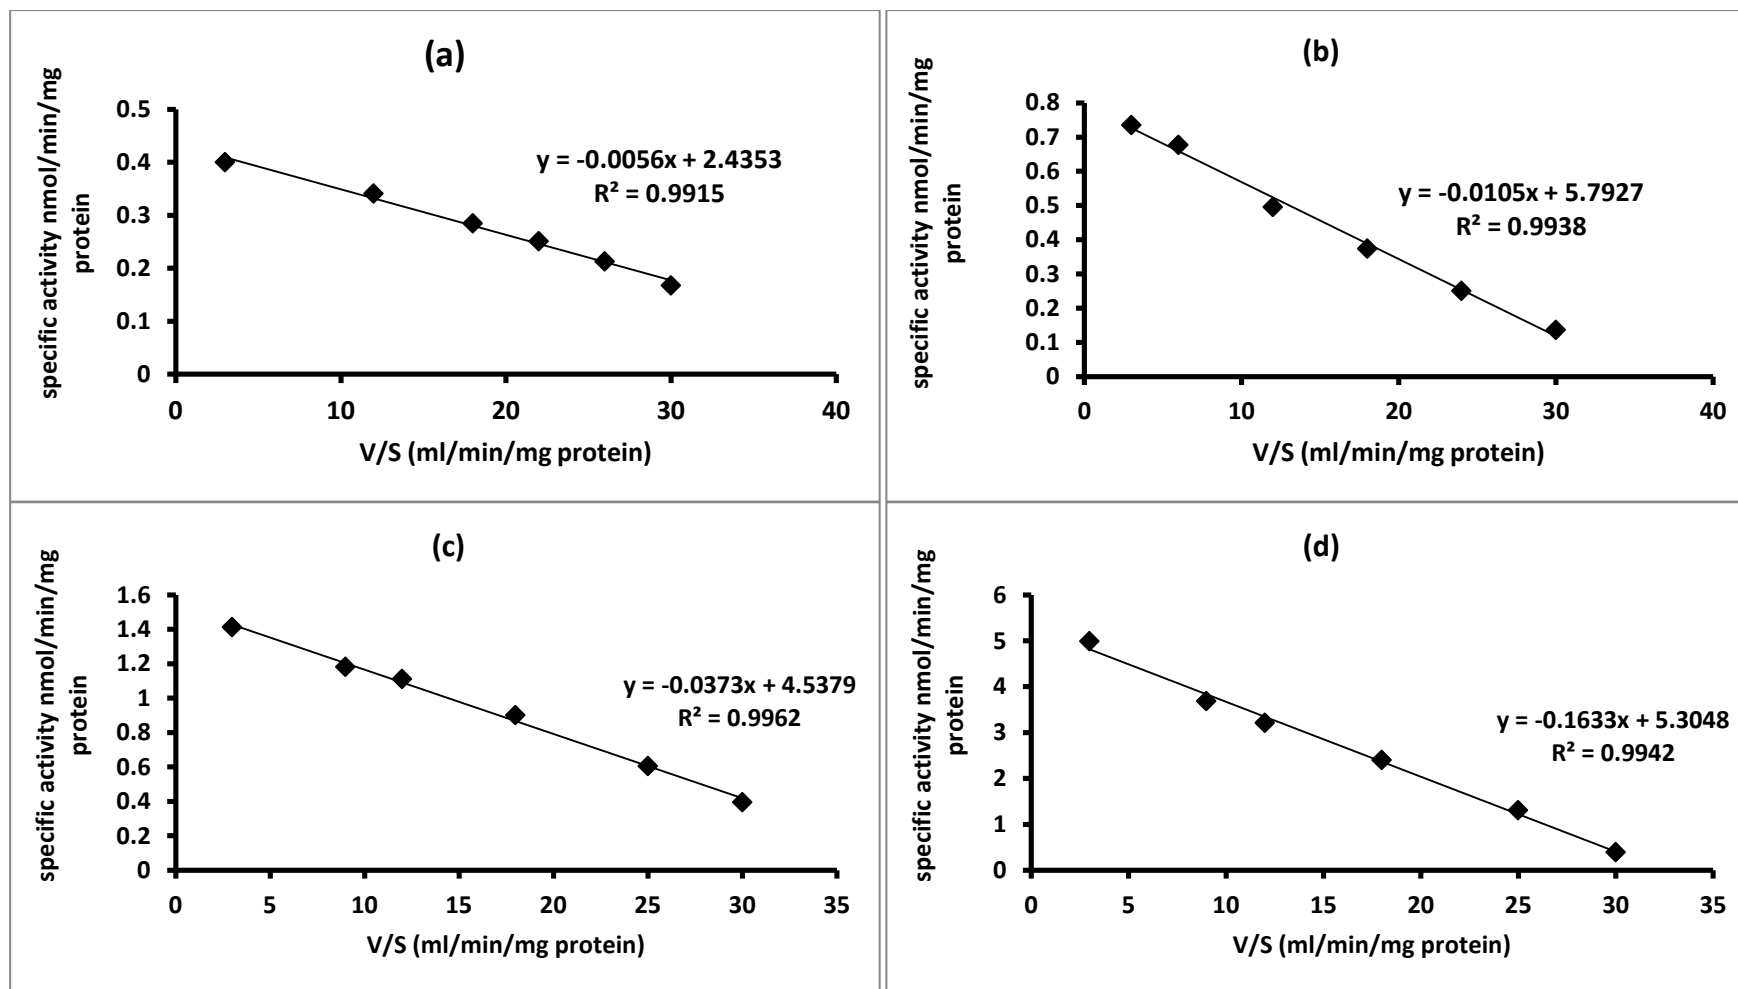 (a)
specific activity nmol/min/mg
protein
0.5
0.4
0.3
0.2
0.1
0
y = -0.0056x + 2.4353
R² = 0.9915
0 10 20 30 40
V/S (ml/min/mg protein)
(b)
specific activity nmol/min/mg
protein
0.8
0.7
0.6
0.5
0.4
0.3
0.2
0.1
0
y = -0.0105x + 5.7927
R² = 0.9938
0 10 20 30 40
V/S (ml/min/mg protein)
(c)
specific activity nmol/min/mg
protein
1.6
1.4
1.2
1
0.8
0.6
0.4
0.2
0
y = -0.0373x + 4.5379
R² = 0.9962
0 5 10 15 20 25 30 35
V/S (ml/min/mg protein)
(d)
specific activity nmol/min/mg
protein
6
5
4
3
2
1
0
y = -0.1633x + 5.3048
R² = 0.9942
0 5 10 15 20 25 30 35
V/S (ml/min/mg protein)